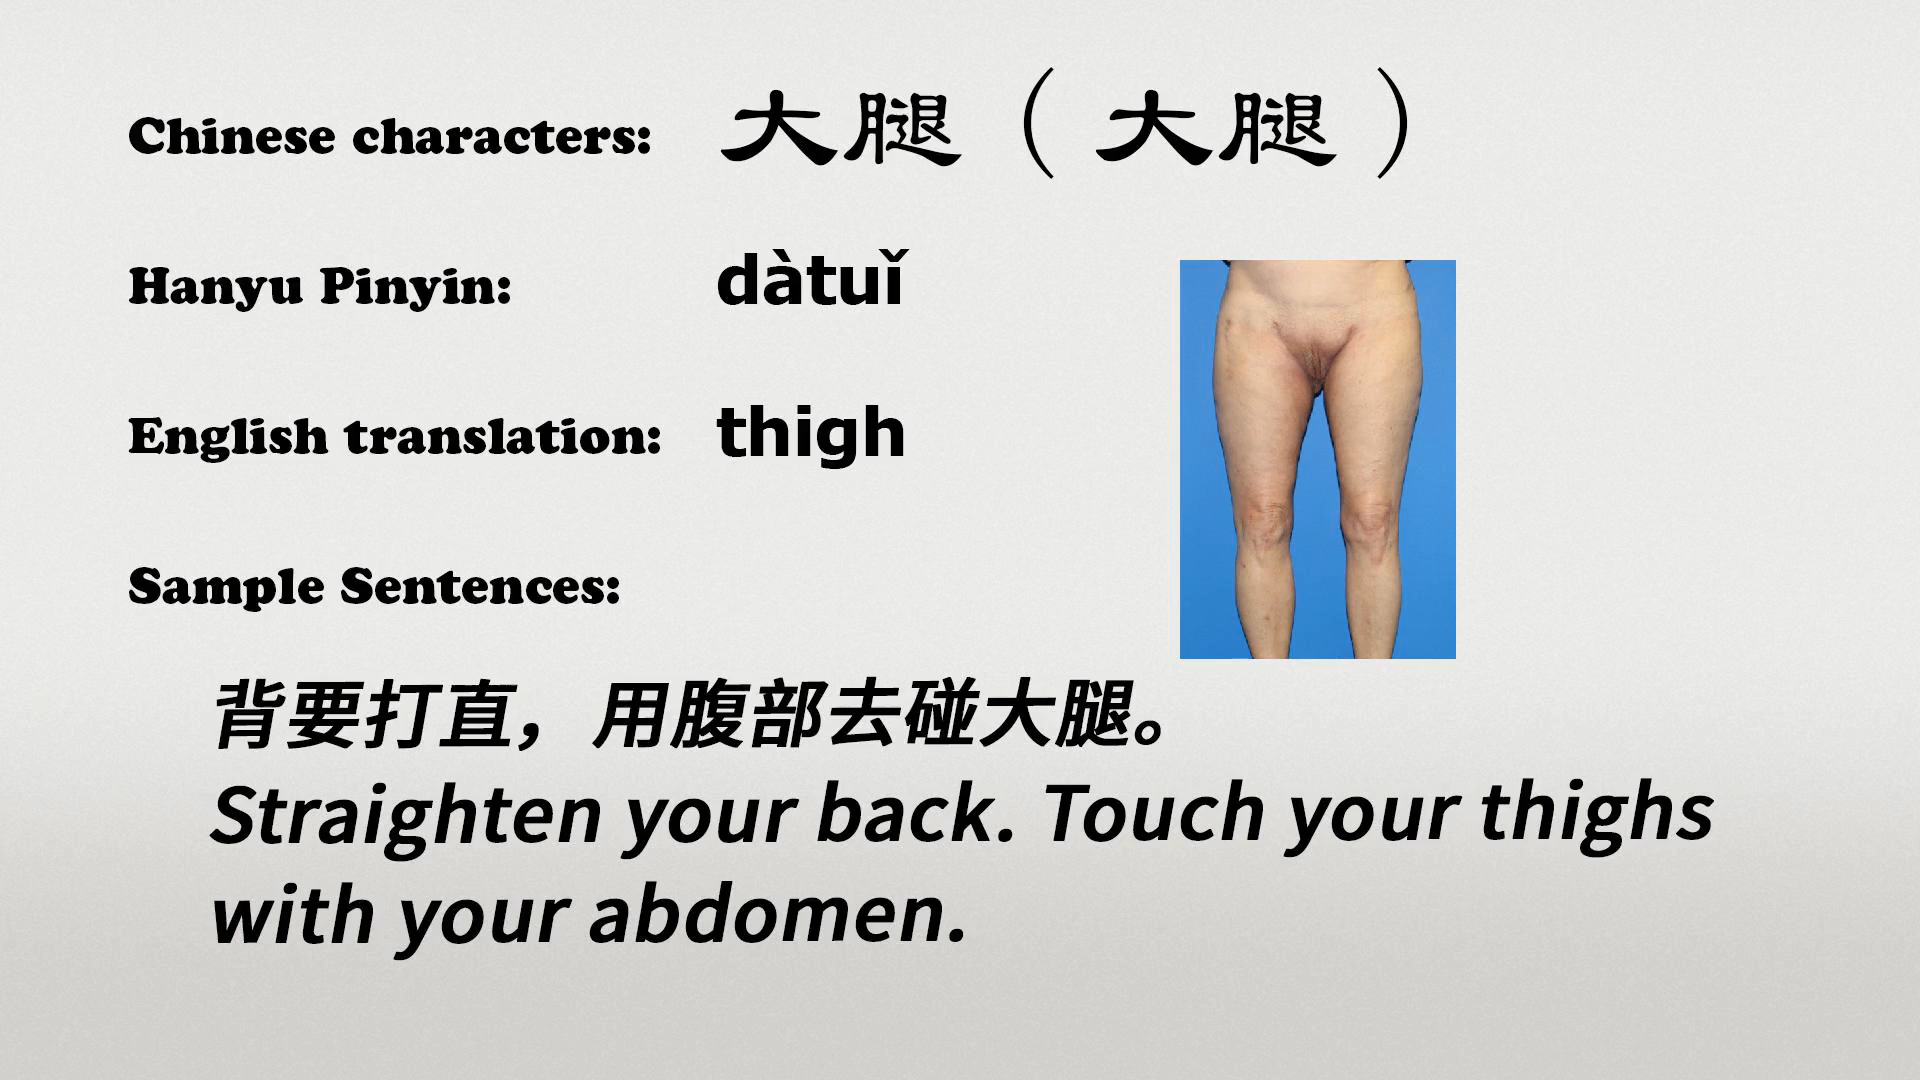 Chinese characters: 大腿（大腿）
Hanyu Pinyin: dàtuǐ
English translation: thigh
Sample Sentences:
背要打直，用腹部去碰大腿。
Straighten your back. Touch your thighs
with your abdomen.